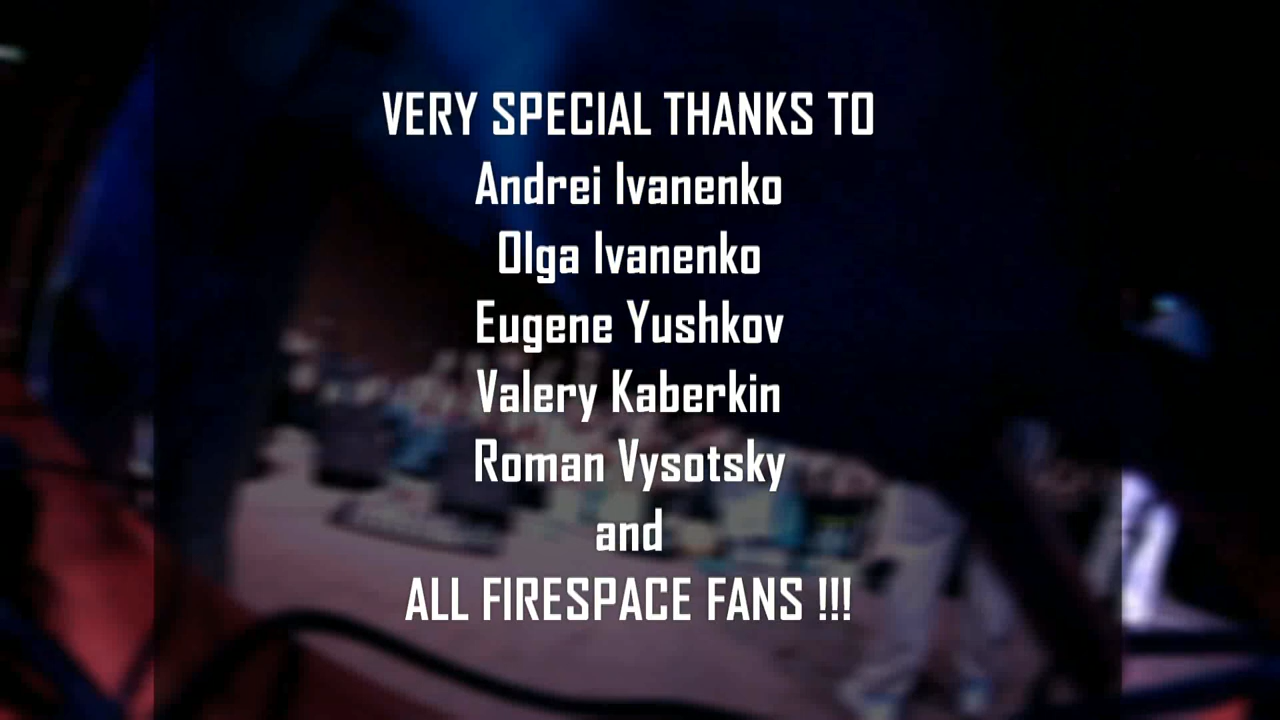 VERY SPECIAL THANKS TO
Andrei Ivanenko
Olga Ivanenko
Eugene Yushkov
Valery Kaberkin
Roman Vysotsky
and
ALL FIRESPACE FANS !!!